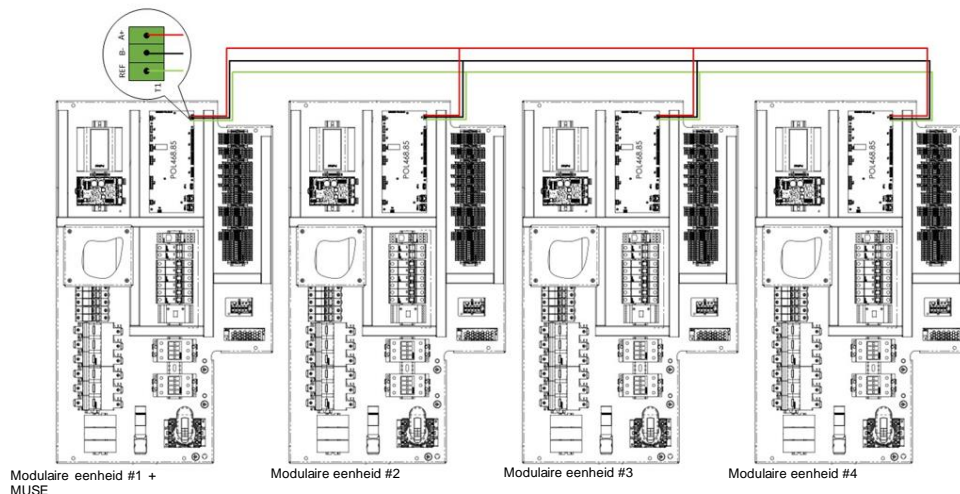 A+
B-
REF
T1
POL468.85
POL468.85
POL468.85
POL468.85
Modulaire eenheid #1 +
MUSE
Modulaire eenheid #2
Modulaire eenheid #3
Modulaire eenheid #4